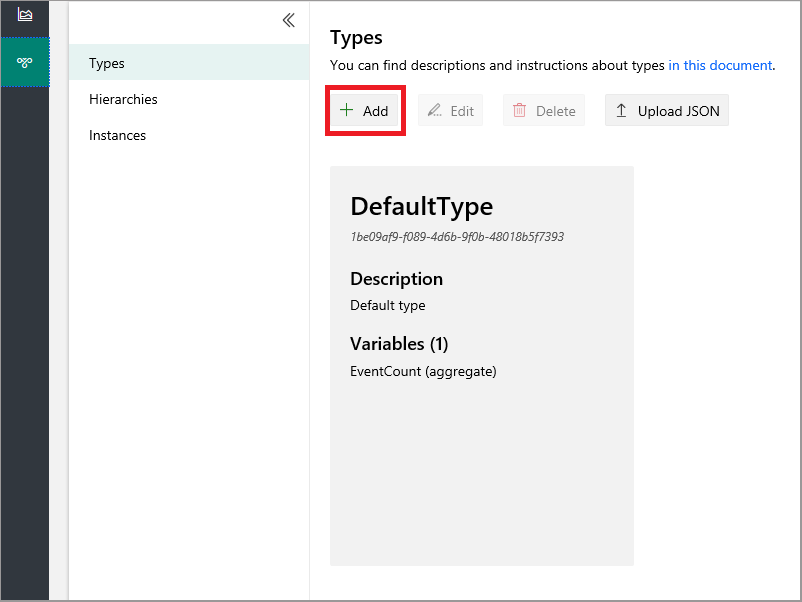 Types
Hierarchies
Instances
Types
You can find descriptions and instructions about types in this document.
Add Edit Delete Upload JSON
DefaultType
1be09af9-f089-4d6b-9f0b-48018b5f7393
Description
Default type
Variables (1)
EventCount (aggregate)